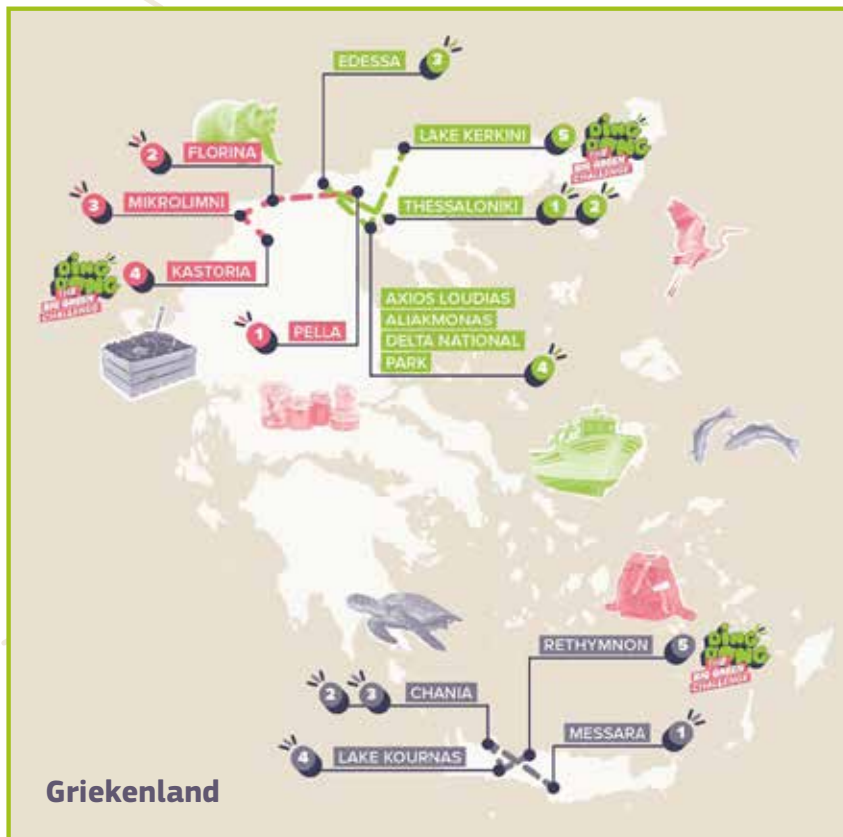 EDESSA 3
LAKE KERKINI 5
DING
DONG
THE
BIG GREEN
CHALLENGE
2 FLORINA
3 MIKROLIMNI
THESSALONIKI 1 2
4 KASTORIA
DING
DONG
THE
BIG GREEN
CHALLENGE
1 PELLA
AXIOS LOUDIAS
ALIAKMONAS
DELTA NATIONAL
PARK
4
RETHYMNON 5
DING
DONG
THE
BIG GREEN
CHALLENGE
2 3 CHANIA
MESSARA 1
4 LAKE KOURNAS
Griekenland